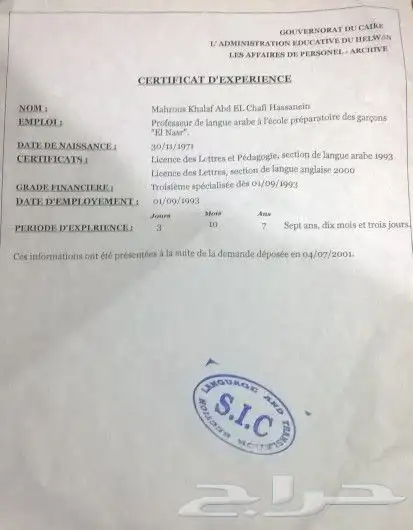 GOUVERNORAT DU CAIRE
L'ADMINISTRATION EDUCATIVE DU HELWAN
LES AFFAIRES DE PERSONEL - ARCHIVE
CERTIFICAT D'EXPERIENCE
NOM : Mahrous Khalaf Abd EL Chafi Hassanein
EMPLOI : Professeur de langue arabe à l'école préparatoire des garçons
"El Nasr".
DATE DE NAISSANCE : 30/11/1971
CERTIFICATS : Licence des Lettres et Pédagogie, section de langue arabe 1993
Licence des Lettres, section de langue anglaise 2000
GRADE FINANCIERE : Troisième spécialisée dès 01/09/1993
DATE D'EMPLOYEMENT : 01/09/1993
Jours Mois Ans
PERIODE D'EXPLRIENCE : 3 10 7 Sept ans, dix mois et trois jours.
Ces informations ont été présentées à la suite de la demande déposée en 04/07/2001.
LANGUAGE AND
S.I.C
حراج